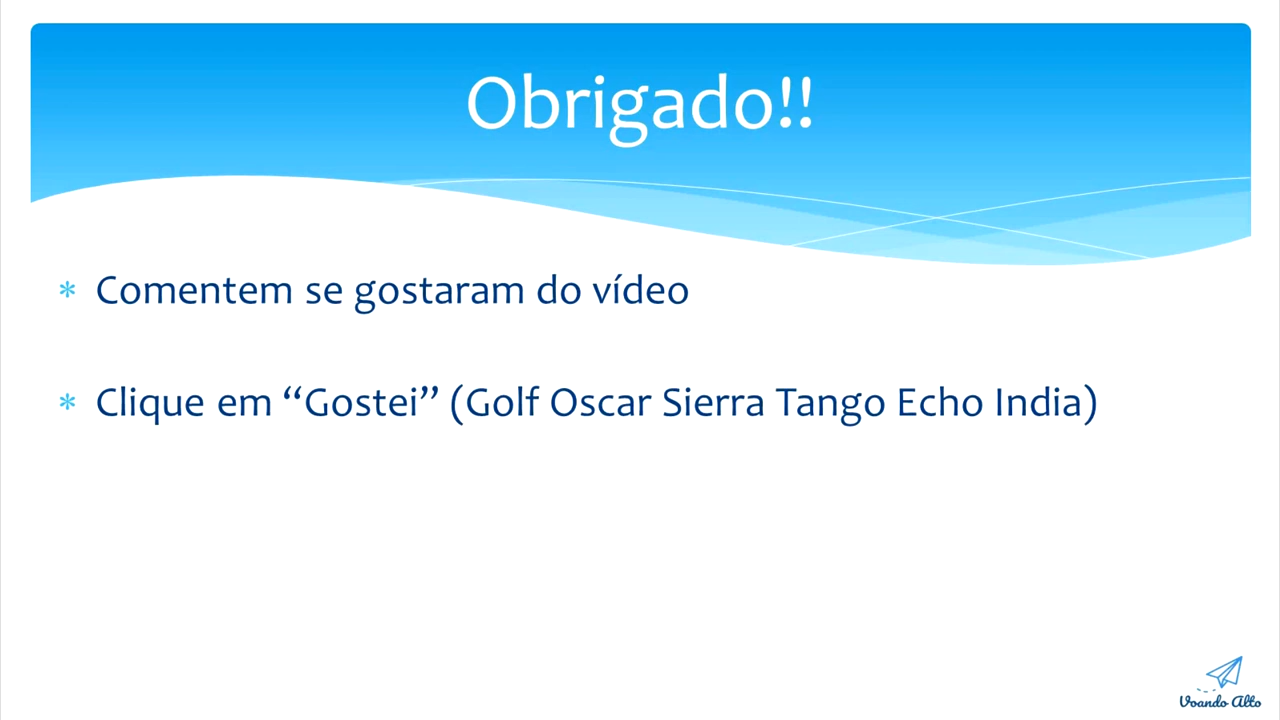 Obrigado!!
Comentem se gostaram do vídeo
Clique em “Gostei” (Golf Oscar Sierra Tango Echo India)
Voando Alto